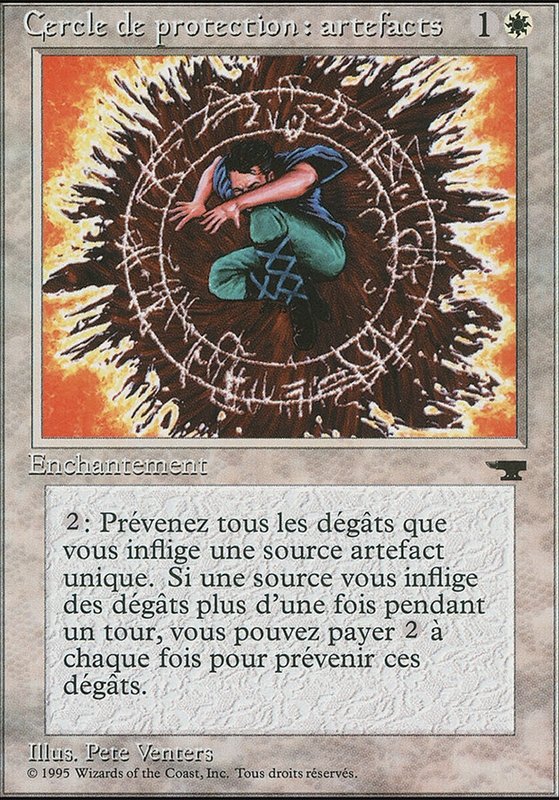 Cercle de protection : artefacts 1
Enchantement
2: Prévenez tous les dégâts que
vous inflige une source artefact
unique. Si une source vous inflige
des dégâts plus d'une fois pendant
un tour, vous pouvez payer 2 à
chaque fois pour prévenir ces
dégâts.
Illus. Pete Venters
© 1995 Wizards of the Coast, Inc. Tous droits réservés.